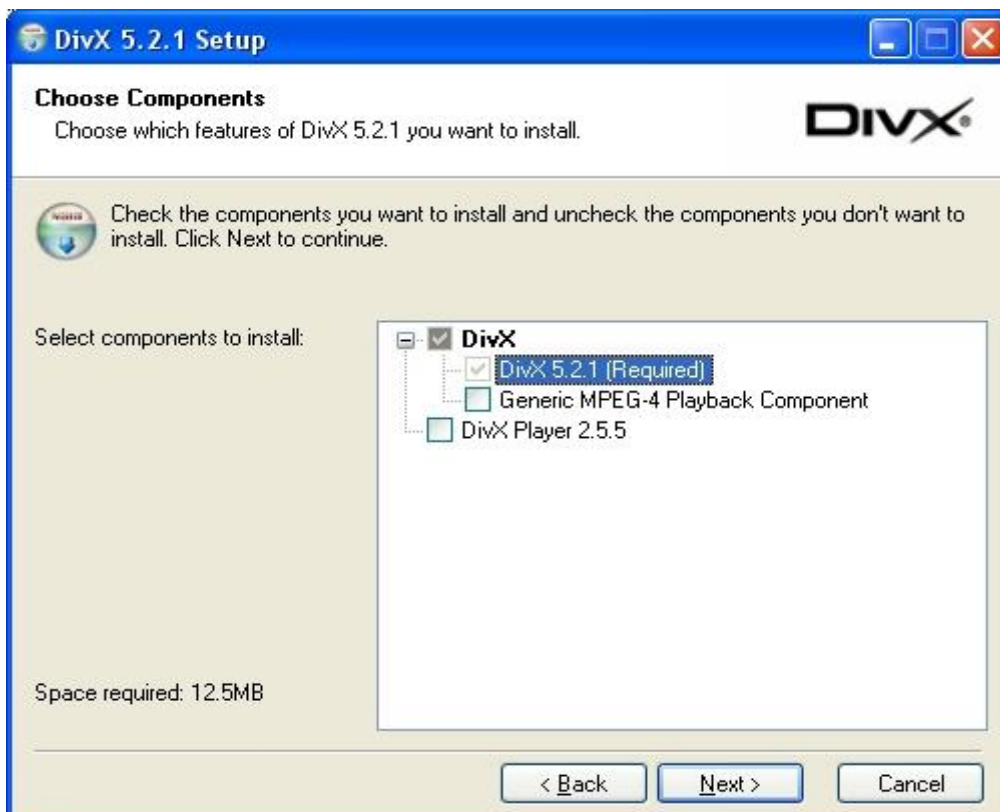 DivX 5.2.1 Setup
Choose Components
Choose which features of DivX 5.2.1 you want to install.
DIVX
Check the components you want to install and uncheck the components you don't want to
install. Click Next to continue.
Select components to install:
DivX
DivX 5.2.1 (Required)
Generic MPEG-4 Playback Component
DivX Player 2.5.5
Space required: 12.5MB
< Back
Next >
Cancel